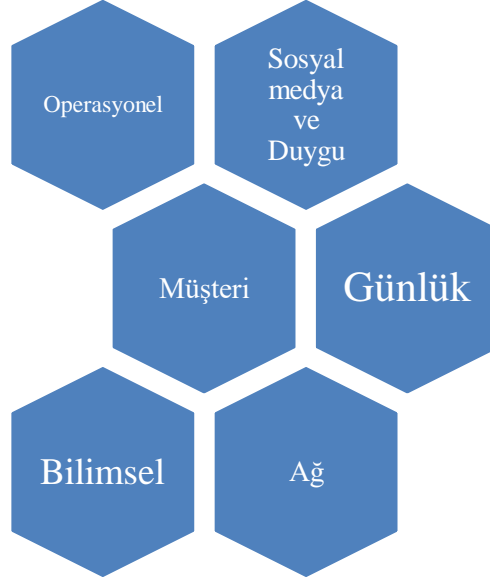 Operasyonel
Sosyal
medya
ve
Duygu
Müşteri
Günlük
Bilimsel
Ağ